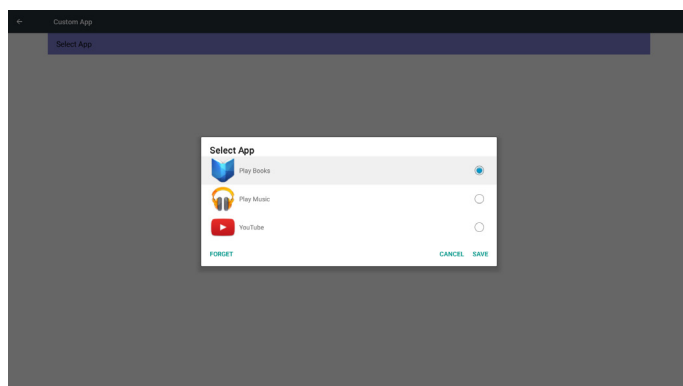 Custom App
Select App
Select App
Play Books
Play Music
YouTube
FORGET
CANCEL SAVE